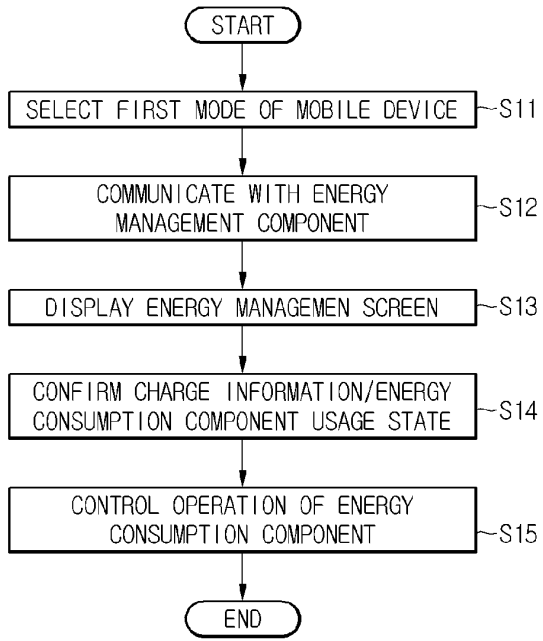 START
SELECT FIRST MODE OF MOBILE DEVICE
S11
COMMUNICATE WITH ENERGY
MANAGEMENT COMPONENT
S12
DISPLAY ENERGY MANAGEMEN SCREEN
S13
CONFIRM CHARGE INFORMATION/ENERGY
CONSUMPTION COMPONENT USAGE STATE
S14
CONTROL OPERATION OF ENERGY
CONSUMPTION COMPONENT
S15
END